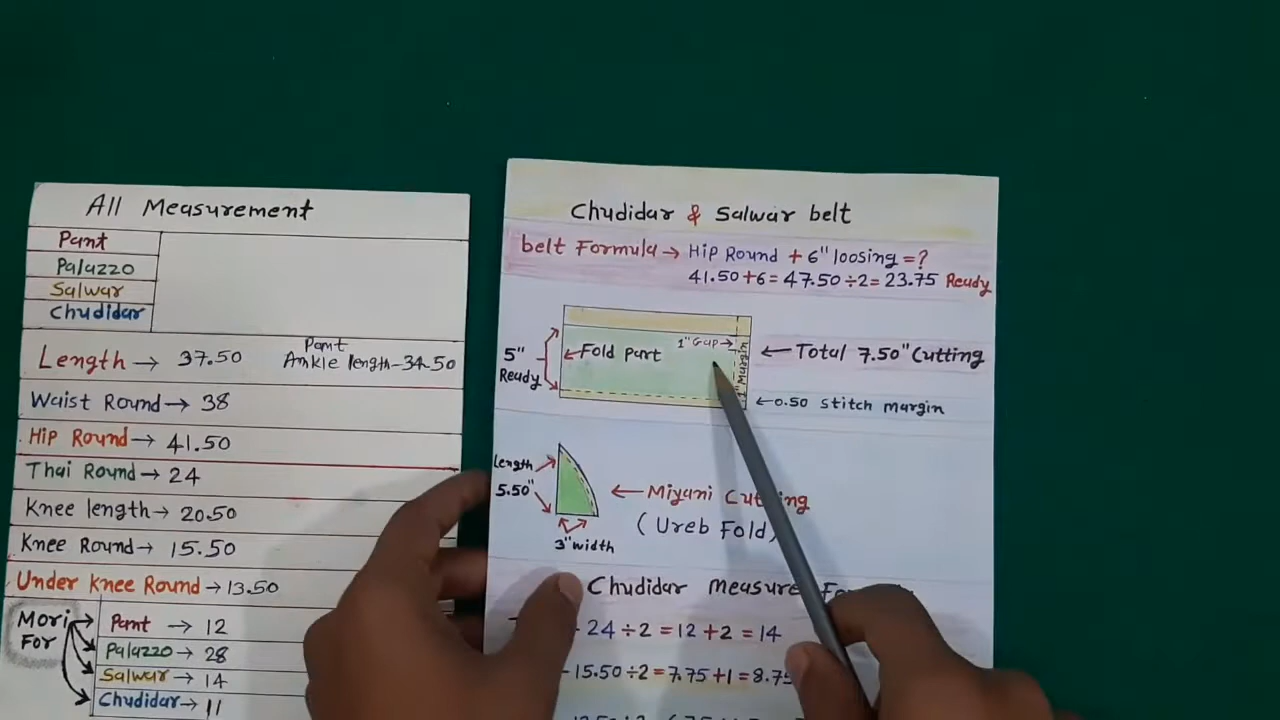 All Measurement
Pant
Palazzo
Salwar
Chudidar
Length → 37.50
Pant
Ankle length-34.50
Waist Round → 38
Hip Round → 41.50
Thai Round → 24
Knee length → 20.50
Knee Round → 15.50
Under Knee Round → 13.50
Mori For
Pant → 12
Palazzo → 28
Salwar → 14
Chudidar → 11
Chudidar & Salwar belt
belt Formula → Hip Round + 6" loosing = ?
41.50+6 = 47.50 ÷2 = 23.75 Ready
5" Ready
Fold Part
1" Gap →
1" Margin
← Total 7.50" Cutting
← 0.50 Stitch margin
length
5.50"
3" width
← Miyani Cutting
(Ureb Fold)
Chudidar measure
24 ÷ 2 = 12 + 2 = 14
15.50 ÷ 2 = 7.75 + 1 = 8.75